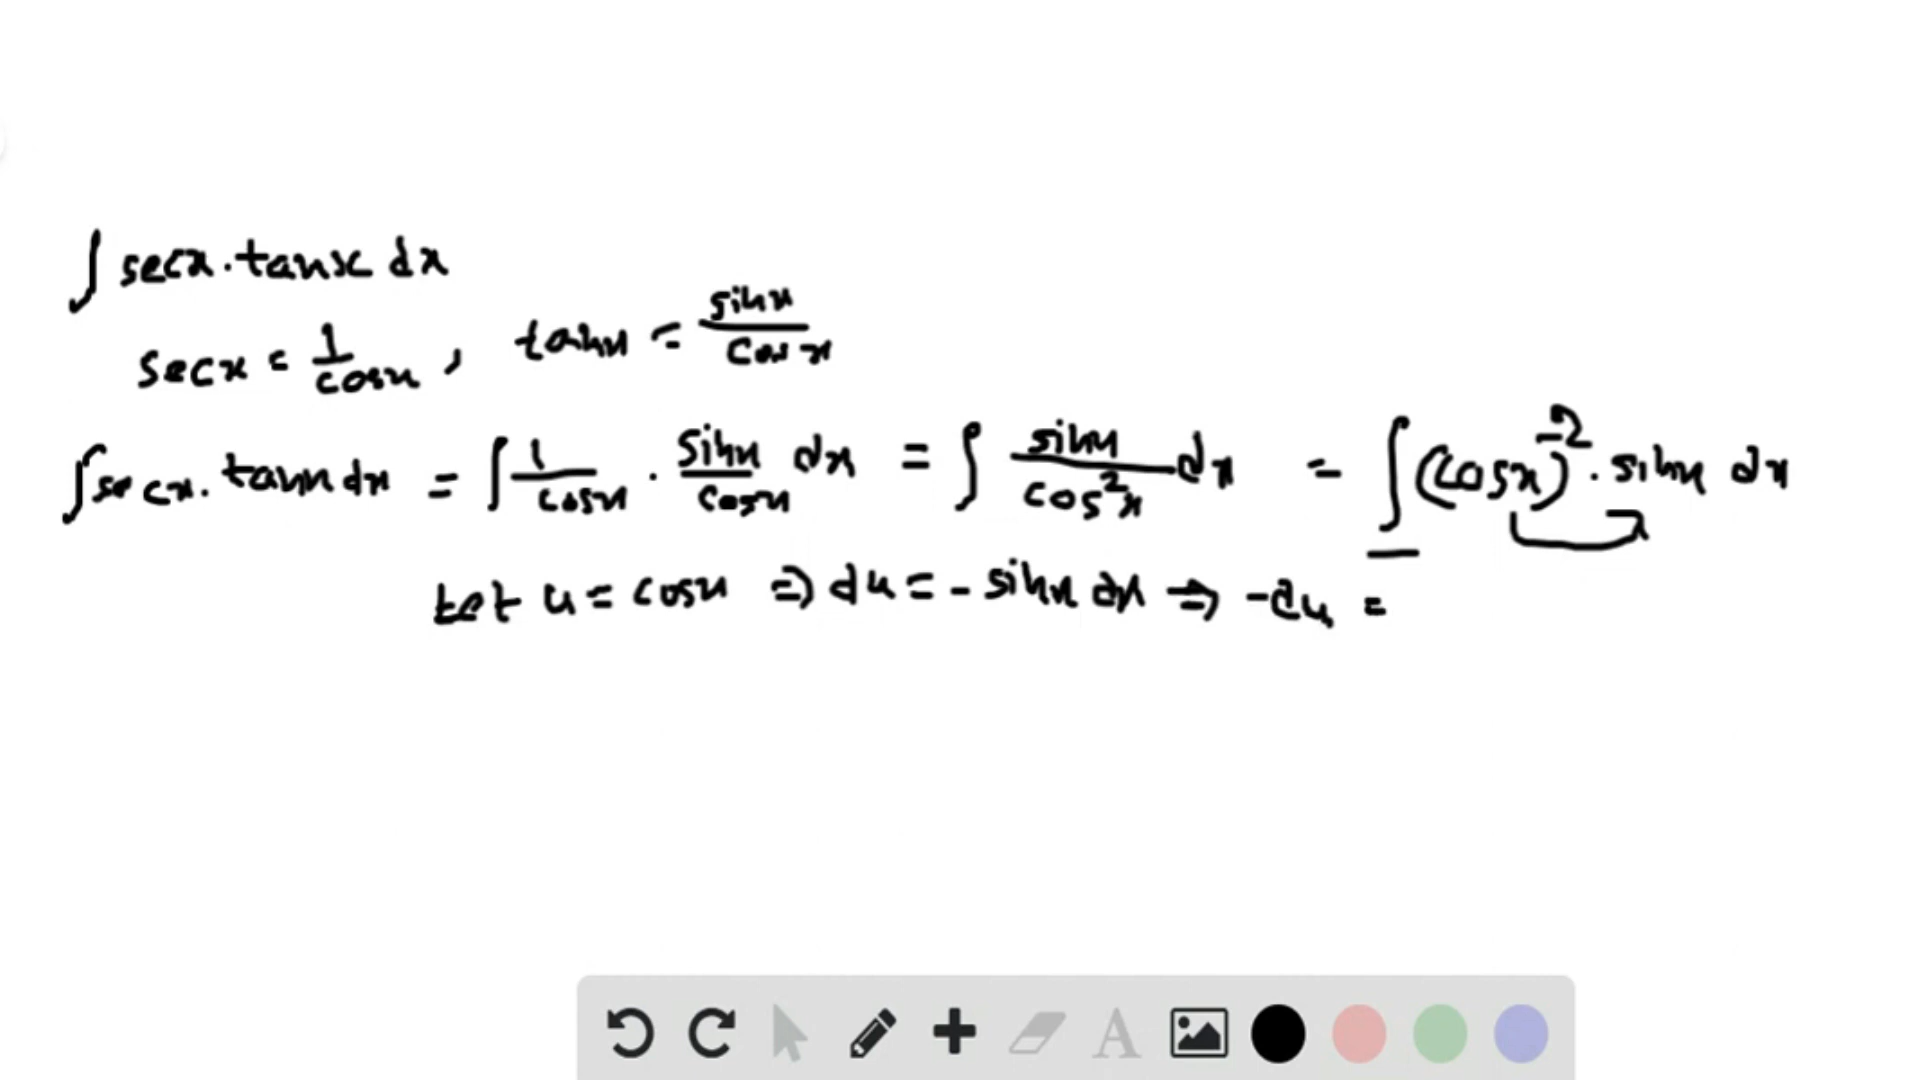 ∫ secx · tanx dx
secx = 1/cosx , tanx = sinx/cosx
∫ secx · tanx dx = ∫ 1/cosx · sinx/cosx dx = ∫ sinx/cos²x dx = ∫ (cosx)⁻² · sinx dx
Let u = cosx ⇒ du = - sinx dx ⇒ -du =
A